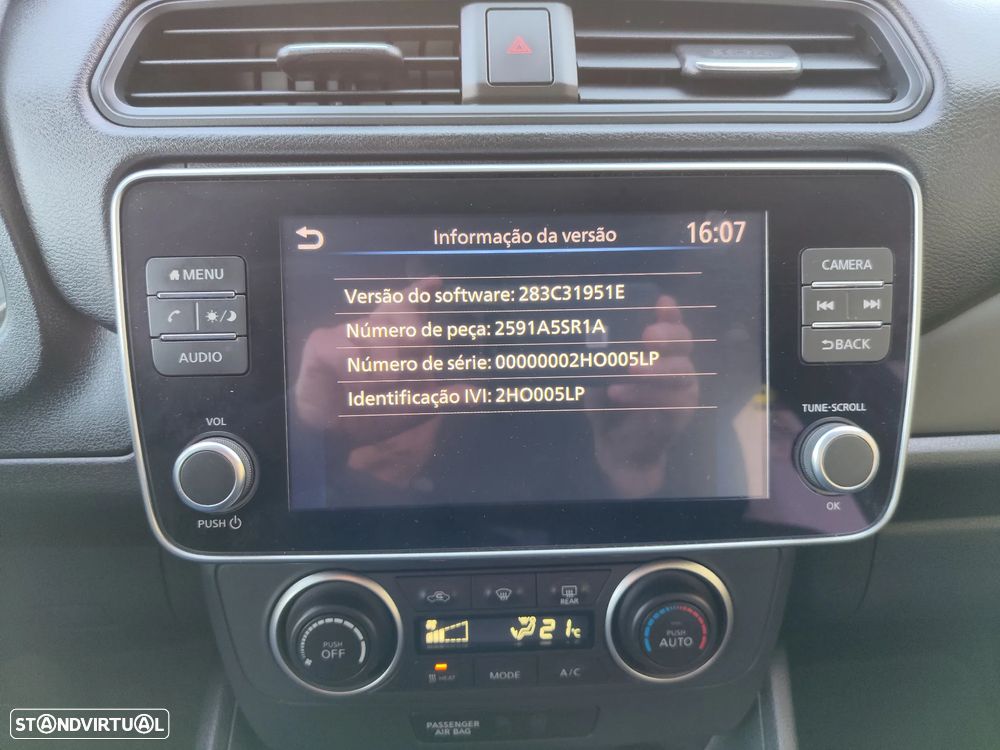 Informação da versão
16:07
Versão do software: 283C31951E
Número de peça: 2591A5SR1A
Número de série: 00000002HO005LP
Identificação IVI: 2HO005LP
MENU
AUDIO
VOL
PUSH
CAMERA
BACK
TUNE·SCROLL
OK
REAR
PUSH
OFF
21°C
PUSH
AUTO
HEAT
MODE
A/C
PASSENGER
AIR BAG
STANDVIRTUAL